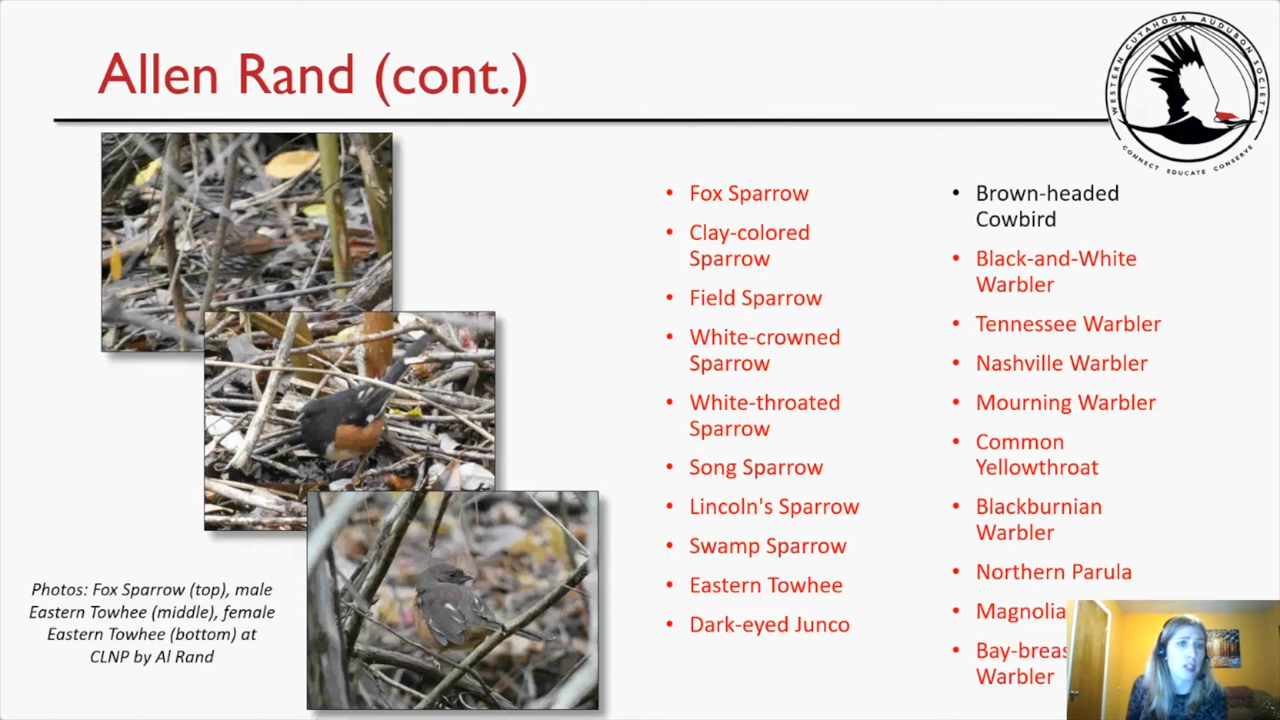 Allen Rand (cont.)
WESTERN CUYAHOGA AUDUBON SOCIETY
CONNECT EDUCATE CONSERVE
• Fox Sparrow
• Clay-colored
Sparrow
• Field Sparrow
• White-crowned
Sparrow
• White-throated
Sparrow
• Song Sparrow
• Lincoln's Sparrow
• Swamp Sparrow
• Eastern Towhee
• Dark-eyed Junco
• Brown-headed
Cowbird
• Black-and-White
Warbler
• Tennessee Warbler
• Nashville Warbler
• Mourning Warbler
• Common
Yellowthroat
• Blackburnian
Warbler
• Northern Parula
• Magnolia
• Bay-breas
Warbler
Photos: Fox Sparrow (top), male
Eastern Towhee (middle), female
Eastern Towhee (bottom) at
CLNP by Al Rand